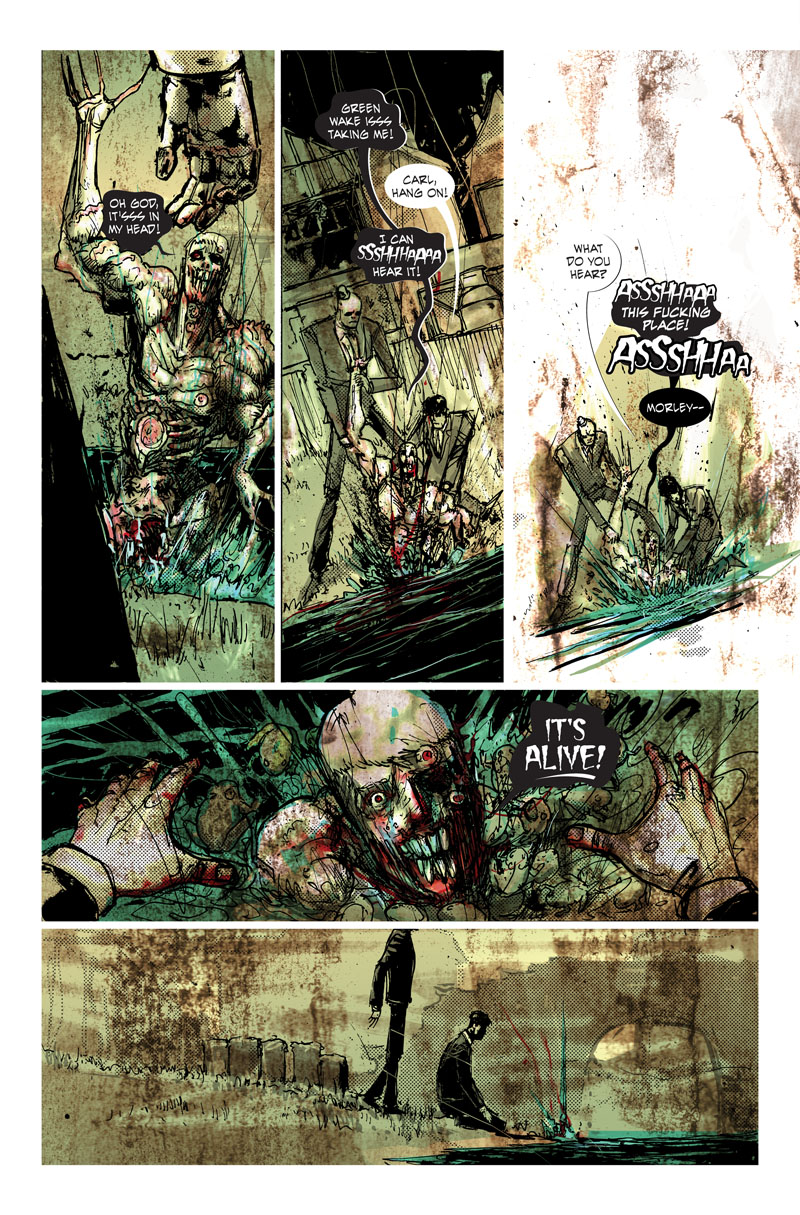 OH GOD,
IT'SSS IN
MY HEAD!
GREEN
WAKE ISSS
TAKING ME!
CARL,
HANG ON!
I CAN
SSSHHHAAAA
HEAR IT!
WHAT
DO YOU
HEAR?
ASSSHHAAA
THIS FUCKING
PLACE!
ASSSHHAA
MORLEY--
IT'S
ALIVE!